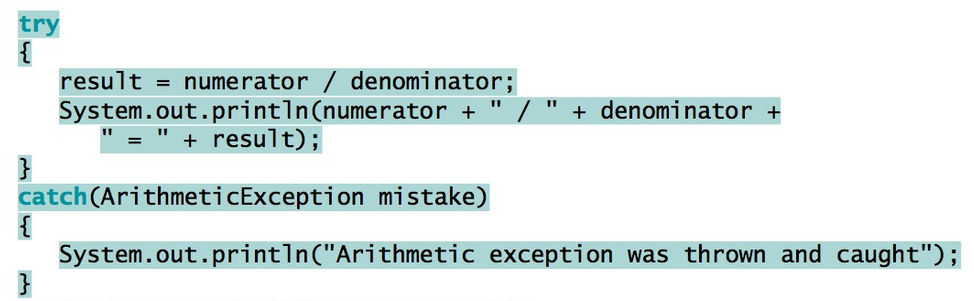 try
{
result = numerator / denominator;
System.out.println(numerator + " / " + denominator +
" = " + result);
}
catch(ArithmeticException mistake)
{
System.out.println("Arithmetic exception was thrown and caught");
}